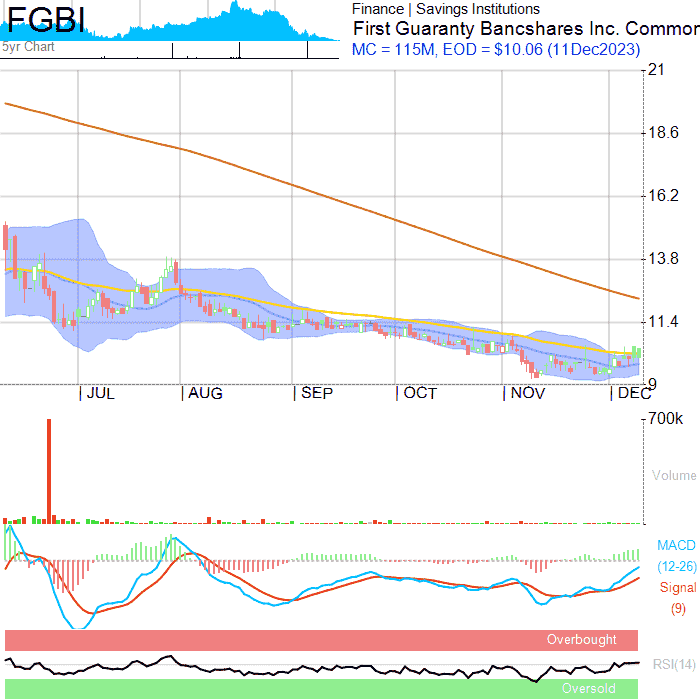 FGBI
5yr Chart
Finance | Savings Institutions
First Guaranty Bancshares Inc. Common
MC = 115M, EOD = $10.06 (11Dec2023)
21
18.6
16.2
13.8
11.4
9
JUL
AUG
SEP
OCT
NOV
DEC
700k
Volume
MACD
(12-26)
Signal
(9)
Overbought
RSI(14)
Oversold